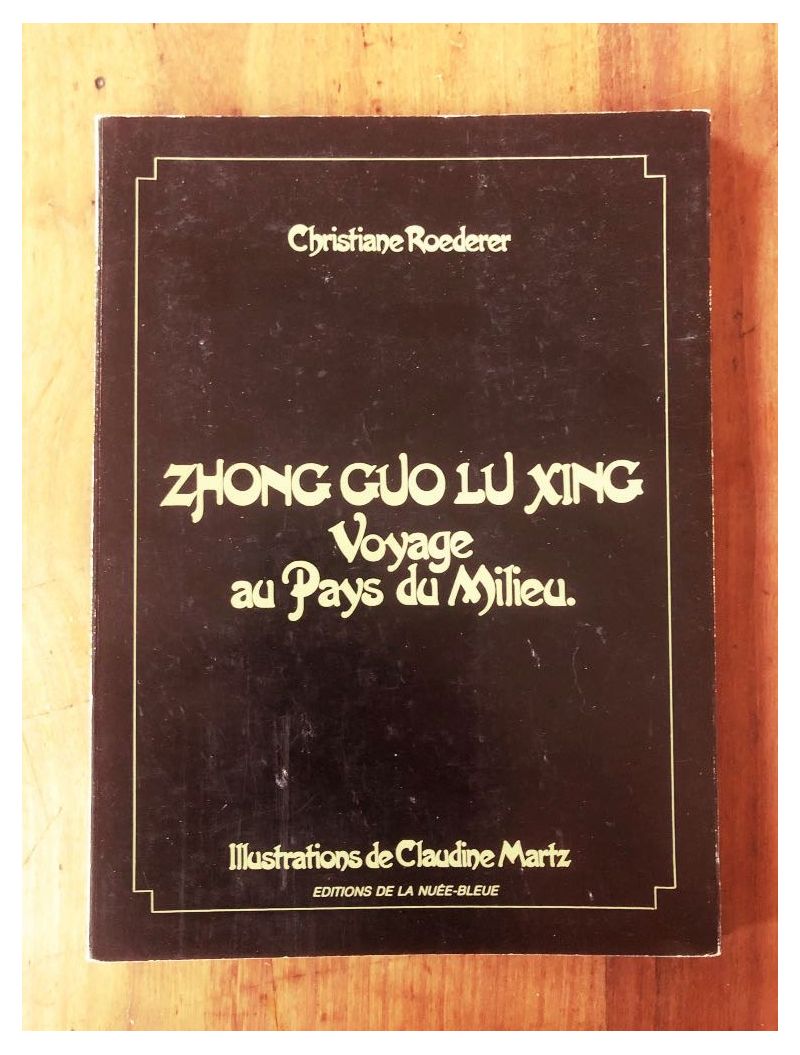 Christiane Roederer
ZHONG GUO LU XING
Voyage
au Pays du Milieu.
Illustrations de Claudine Martz
EDITIONS DE LA NUÉE-BLEUE